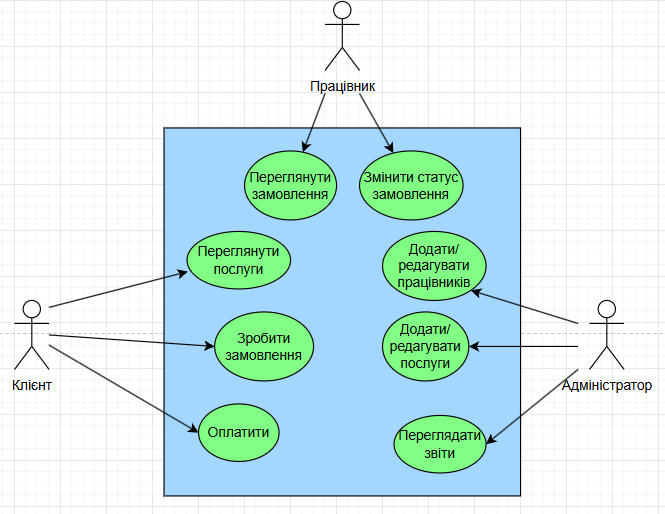 Працівник
Переглянути
замовлення
Змінити статус
замовлення
Переглянути
послуги
Додати/
редагувати
працівників
Зробити
замовлення
Додати/
редагувати
послуги
Клієнт
Адміністратор
Оплатити
Переглядати
звіти